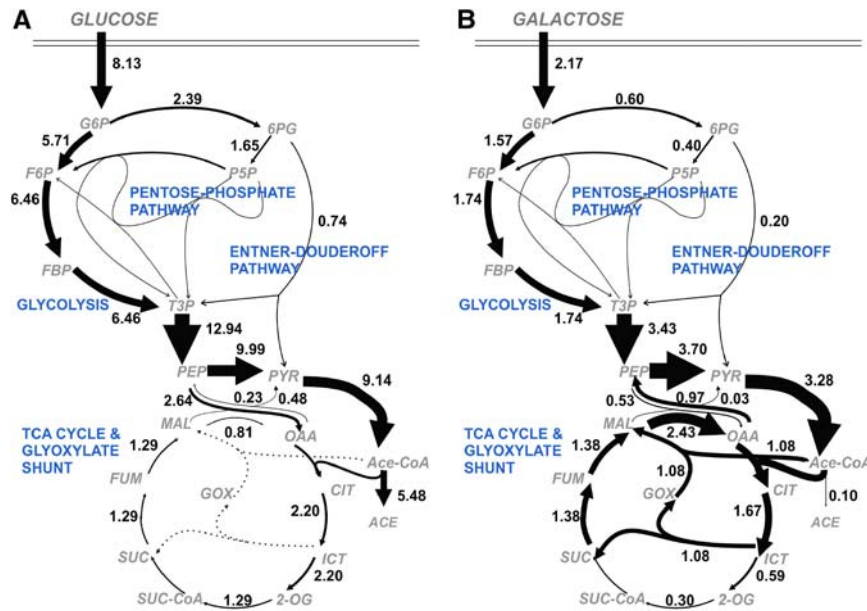 A
GLUCOSE
8.13
2.39
G6P
6PG
5.71
1.65
F6P
P5P
6.46
PENTOSE-PHOSPHATE
PATHWAY
0.74
ENTNER-DOUDEROFF
PATHWAY
FBP
GLYCOLYSIS
T3P
6.46
12.94
9.99
PEP
PYR
9.14
2.64
0.23
0.48
MAL
0.81
OAA
TCA CYCLE &
GLYOXYLATE
SHUNT
1.29
Ace-CoA
FUM
CIT
GOX
5.48
2.20
ACE
1.29
SUC
ICT
2.20
SUC-CoA
1.29
2-OG
B
GALACTOSE
2.17
0.60
G6P
6PG
1.57
0.40
F6P
P5P
1.74
PENTOSE-PHOSPHATE
PATHWAY
0.20
ENTNER-DOUDEROFF
PATHWAY
FBP
GLYCOLYSIS
T3P
1.74
3.43
3.70
PEP
PYR
3.28
0.53
0.97
0.03
MAL
2.43
OAA
TCA CYCLE &
GLYOXYLATE
SHUNT
1.38
1.08
Ace-CoA
FUM
1.08
CIT
GOX
0.10
1.67
ACE
1.38
SUC
1.08
ICT
0.59
SUC-CoA
0.30
2-OG